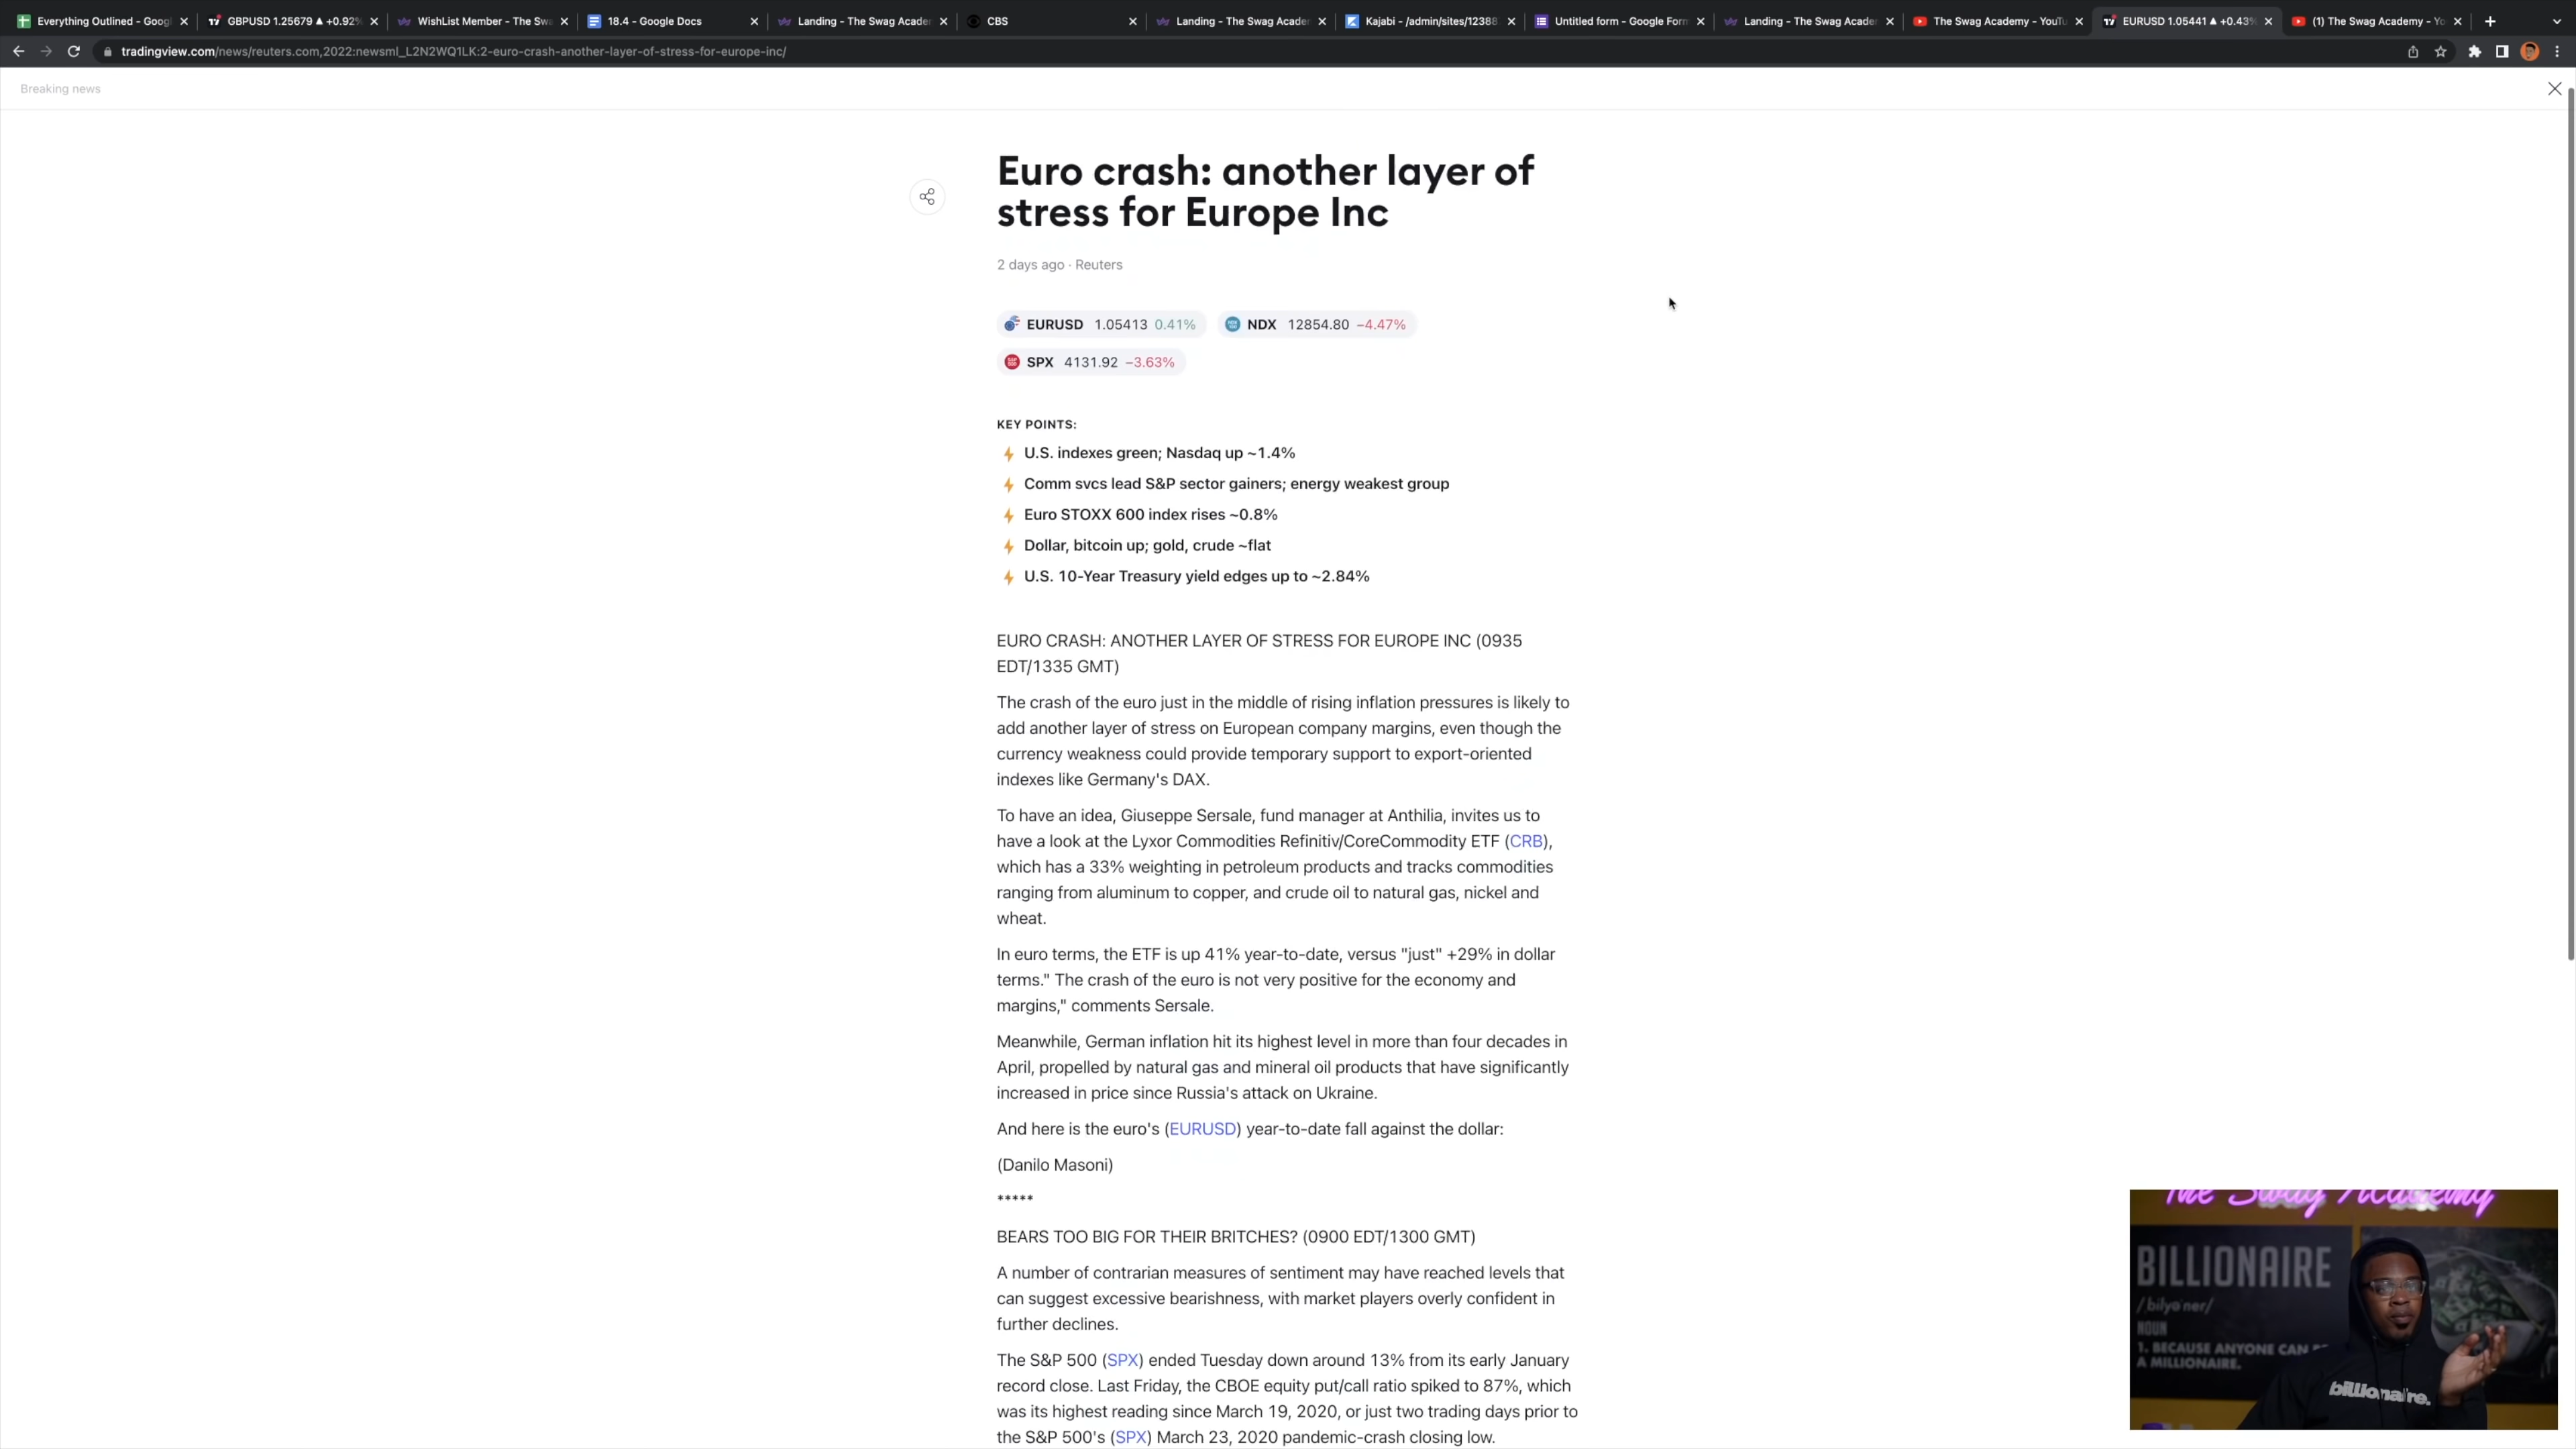 Everything Outlined - Googl
GBPUSD 1.25679 ▲ +0.92%
WishList Member - The Swa
18.4 - Google Docs
Landing - The Swag Acader
CBS
Landing - The Swag Acader
Kajabi - /admin/sites/12388
Untitled form - Google Forn
Landing - The Swag Acader
The Swag Academy - YouTu
EURUSD 1.05441 ▲ +0.43%
(1) The Swag Academy - Yo
tradingview.com/news/reuters.com,2022:newsml_L2N2WQ1LK:2-euro-crash-another-layer-of-stress-for-europe-inc/
Breaking news
Euro crash: another layer of
stress for Europe Inc
2 days ago · Reuters
EURUSD 1.05413 0.41% NDX 12854.80 −4.47%
SPX 4131.92 −3.63%
KEY POINTS:
U.S. indexes green; Nasdaq up ~1.4%
Comm svcs lead S&P sector gainers; energy weakest group
Euro STOXX 600 index rises ~0.8%
Dollar, bitcoin up; gold, crude ~flat
U.S. 10-Year Treasury yield edges up to ~2.84%
EURO CRASH: ANOTHER LAYER OF STRESS FOR EUROPE INC (0935
EDT/1335 GMT)
The crash of the euro just in the middle of rising inflation pressures is likely to
add another layer of stress on European company margins, even though the
currency weakness could provide temporary support to export-oriented
indexes like Germany's DAX.
To have an idea, Giuseppe Sersale, fund manager at Anthilia, invites us to
have a look at the Lyxor Commodities Refinitiv/CoreCommodity ETF (CRB),
which has a 33% weighting in petroleum products and tracks commodities
ranging from aluminum to copper, and crude oil to natural gas, nickel and
wheat.
In euro terms, the ETF is up 41% year-to-date, versus "just" +29% in dollar
terms." The crash of the euro is not very positive for the economy and
margins," comments Sersale.
Meanwhile, German inflation hit its highest level in more than four decades in
April, propelled by natural gas and mineral oil products that have significantly
increased in price since Russia's attack on Ukraine.
And here is the euro's (EURUSD) year-to-date fall against the dollar:
(Danilo Masoni)
*****
BEARS TOO BIG FOR THEIR BRITCHES? (0900 EDT/1300 GMT)
A number of contrarian measures of sentiment may have reached levels that
can suggest excessive bearishness, with market players overly confident in
further declines.
The S&P 500 (SPX) ended Tuesday down around 13% from its early January
record close. Last Friday, the CBOE equity put/call ratio spiked to 87%, which
was its highest reading since March 19, 2020, or just two trading days prior to
the S&P 500's (SPX) March 23, 2020 pandemic-crash closing low.
The Swag Academy
BILLIONAIRE
/bilyoner/
NOUN
1. BECAUSE ANYONE CAN
A MILLIONAIRE.
billionaire.